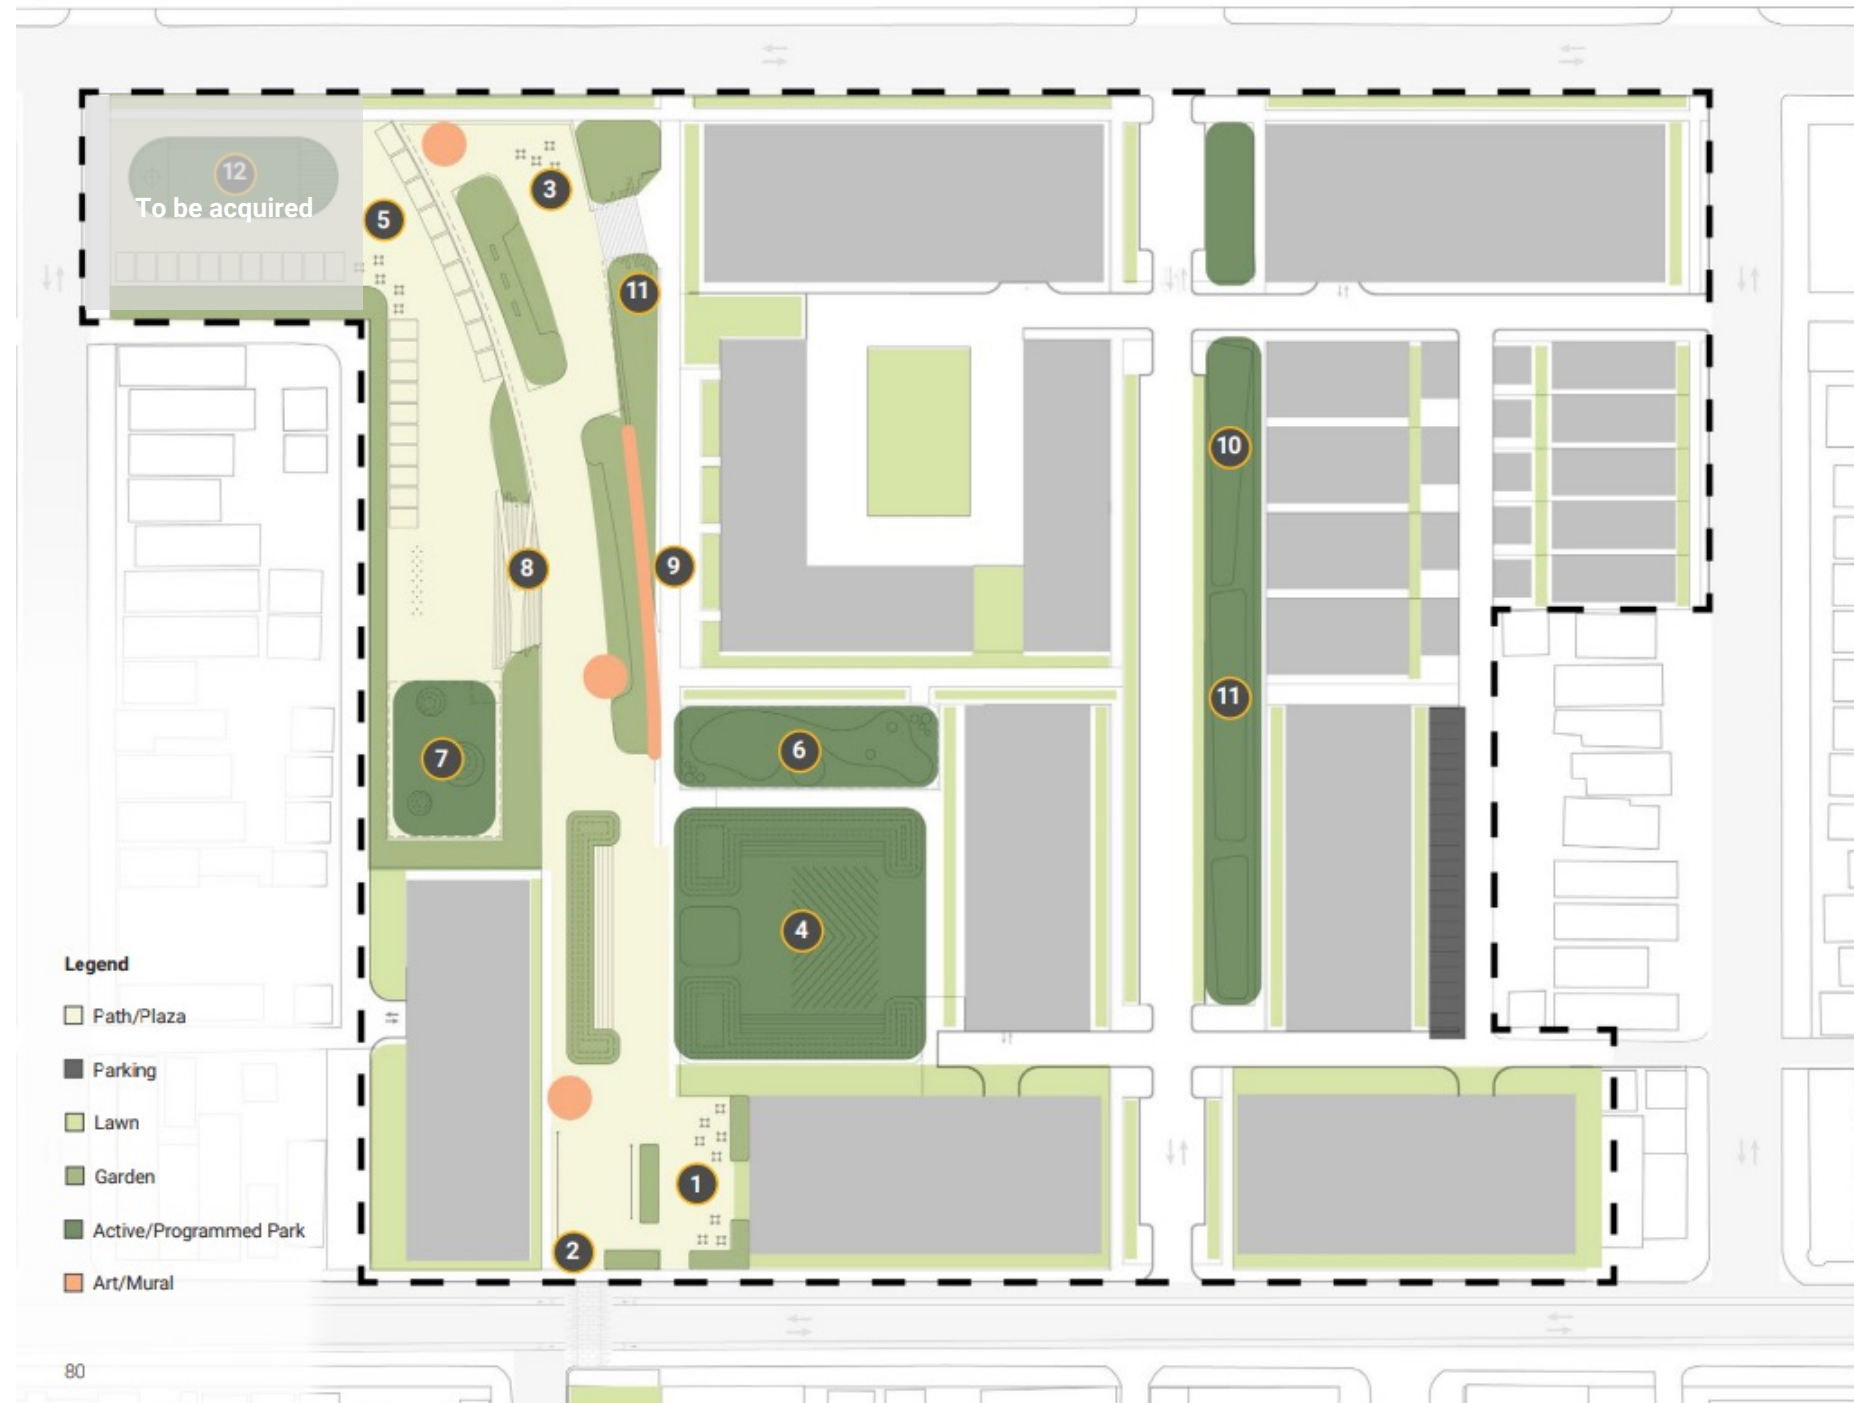 12
To be acquired
3
5
11
10
8
9
11
6
7
4
Legend
Path/Plaza
Parking
Lawn
Garden
Active/Programmed Park
Art/Mural
1
2
80